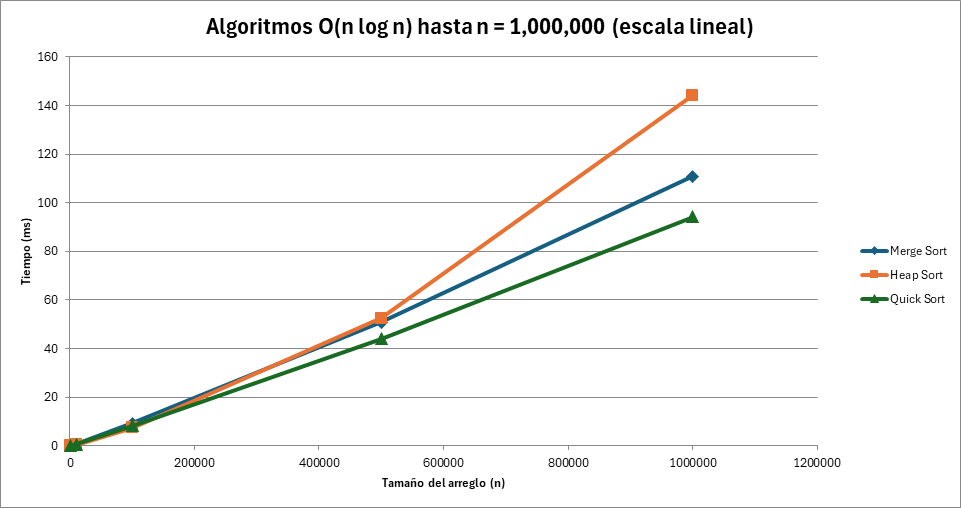 Algoritmos O(n log n) hasta n = 1,000,000 (escala lineal)
160
140
120
100
80
60
40
20
0
0 200000 400000 600000 800000 1000000 1200000
Tiempo (ms)
Tamaño del arreglo (n)
Merge Sort
Heap Sort
Quick Sort